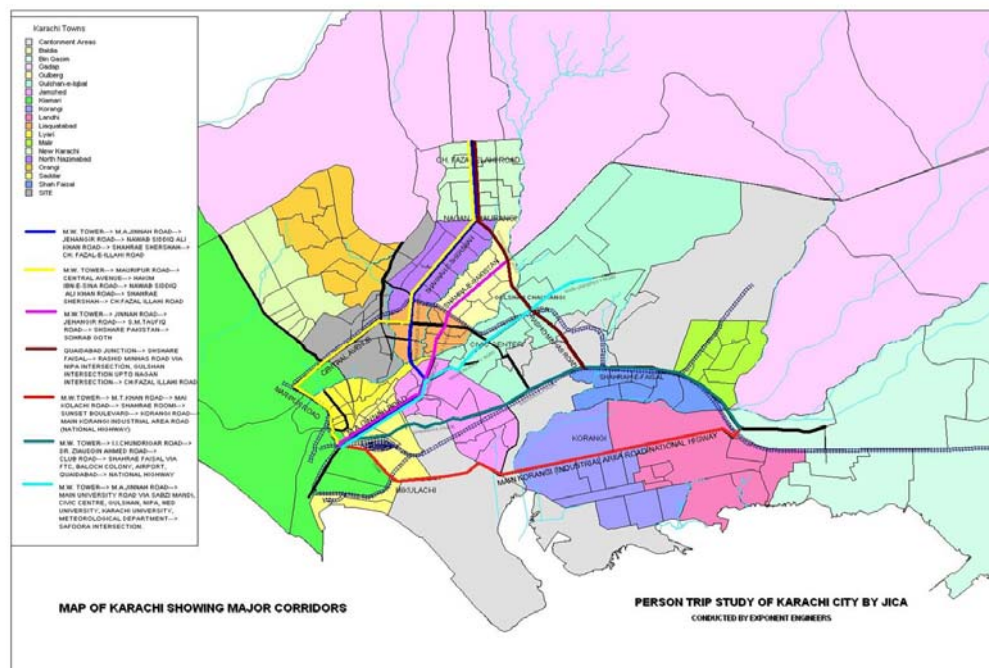 Karachi Towns
Cantonment Areas
Baldia
Bin Qasim
Gadap
Gulberg
Gulshan-e-Iqbal
Jamshed
Kiamari
Korangi
Landhi
Liaquatabad
Lyari
Malir
New Karachi
North Nazimabad
Orangi
Saddar
Shah Faisal
SITE
M.W. TOWER--> M.A.JINNAH ROAD-->
JEHANGIR ROAD--> NAWAB SIDDIQ ALI
KHAN ROAD--> SHAHRAE SHERSHAH-->
CH. FAZAL-E-ILLAHI ROAD
M.W. TOWER--> MAURIPUR ROAD-->
CENTRAL AVENUE--> HAKIM
IBN-E-SINA ROAD--> NAWAB SIDDIQ
ALI KHAN ROAD--> SHAHRAE
SHERSHAH--> CH.FAZAL ILLAHI ROAD
M.W.TOWER--> JINNAH ROAD-->
JEHANGIR ROAD--> S.M.TAUFIQ
ROAD--> SHSHARE PAKISTAN-->
SOHRAB GOTH
QUAIDABAD JUNCTION--> SHSHARE
FAISAL--> RASHID MINHAS ROAD VIA
NIPA INTERSECTION, GULSHAN
INTERSECTION UPTO NAGAN
INTERSECTION--> CH.FAZAL ILLAHI ROAD
M.W.TOWER--> M.T.KHAN ROAD--> MAI
KOLACHI ROAD--> SHAHRAE ROOMI-->
SUNSET BOULEVARD--> KORANGI ROAD-->
MAIN KORANGI INDUSTRIAL AREA ROAD
(NATIONAL HIGHWAY)
M.W. TOWER--> I.I.CHUNDRIGAR ROAD-->
DR. ZIAUDDIN AHMED ROAD-->
CLUB ROAD--> SHAHRAE FAISAL VIA
FTC, BALOCH COLONY, AIRPORT,
QUAIDABAD--> NATIONAL HIGHWAY
M.W. TOWER--> M.A.JINNAH ROAD-->
MAIN UNIVERSITY ROAD VIA SABZI MANDI,
CIVIC CENTRE, GULSHAN, NIPA, NED
UNIVERSITY, KARACHI UNIVERSITY,
METEOROLOGICAL DEPARTMENT-->
SAFOORA INTERSECTION.
NAGAN CHAURANGI
GULSHAN CHAURANGI
CIVIC CENTER
CENTRAL AVENUE
MAURIPUR ROAD
SHAHRAH-E-FAISAL
KORANGI
MAIN KORANGI INDUSTRIAL AREA ROAD/NATIONAL HIGWAY
MAP OF KARACHI SHOWING MAJOR CORRIDORS
PERSON TRIP STUDY OF KARACHI CITY BY JICA
CONDUCTED BY EXPONENT ENGINEERS